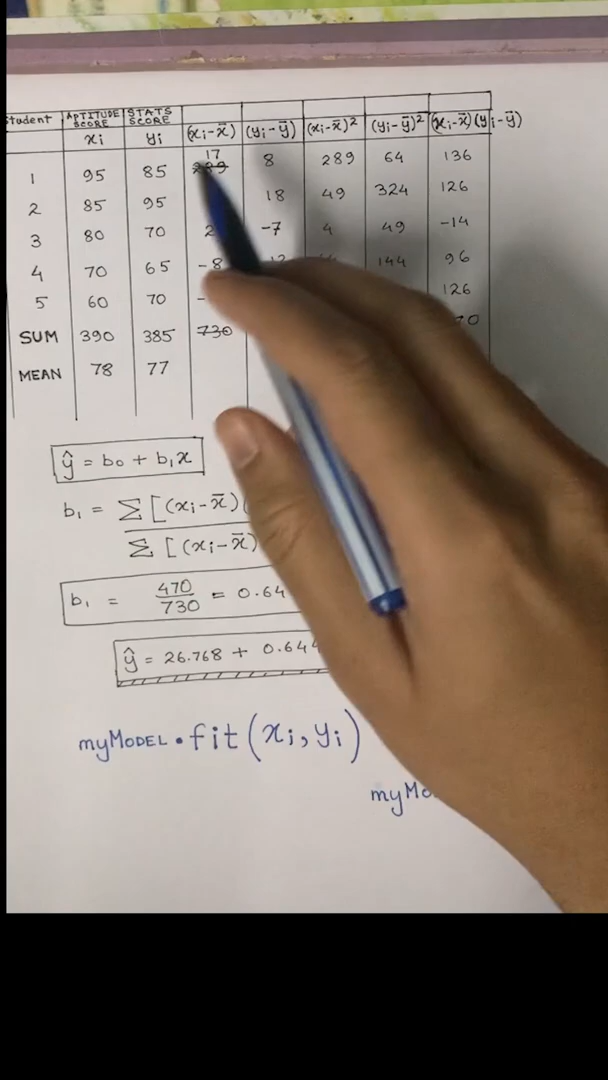 Student APTITUDE SCORE STATS SCORE
xi yi (xi-x̄) (yi-ȳ) (xi-x̄)² (yi-ȳ)² (xi-x̄)(yi-ȳ)
1 95 85 17 8 289 64 136
2 85 95 18 49 324 126
3 80 70 2 -7 4 49 -14
4 70 65 -8 144 96
5 60 70 126
SUM 390 385 730
MEAN 78 77
ŷ = b₀ + b₁x
b₁ = Σ [(xi-x̄)(
Σ [(xi-x̄)
b₁ = 470/730 = 0.64
ŷ = 26.768 + 0.644
myMODEL.fit(xi, yi)